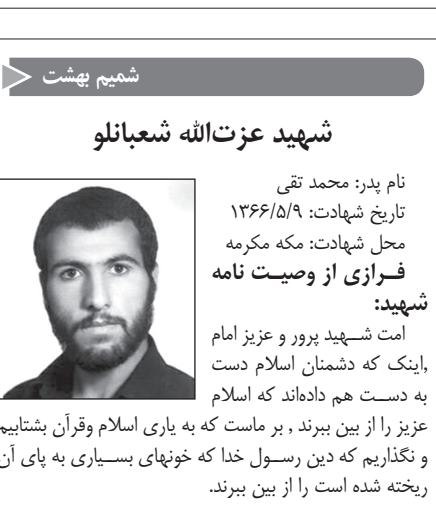 شمیم بهشت
شهید عزت‌الله شعبانلو
نام پدر: محمد تقی
تاریخ شهادت: ۱۳۶۶/۵/۹
محل شهادت: مکه مکرمه
فـرازی از وصیـت نامه
شهید:
امت شـهید پرور و عزیز امام
,اینک که دشمنان اسلام دست
به دسـت هم داده‌اند که اسلام
عزیز را از بین ببرند , بر ماست که به یاری اسلام وقرآن بشتابیم
و نگذاریم که دین رسـول خدا که خونهای بسـیاری به پای آن
ریخته شده است را از بین ببرند.